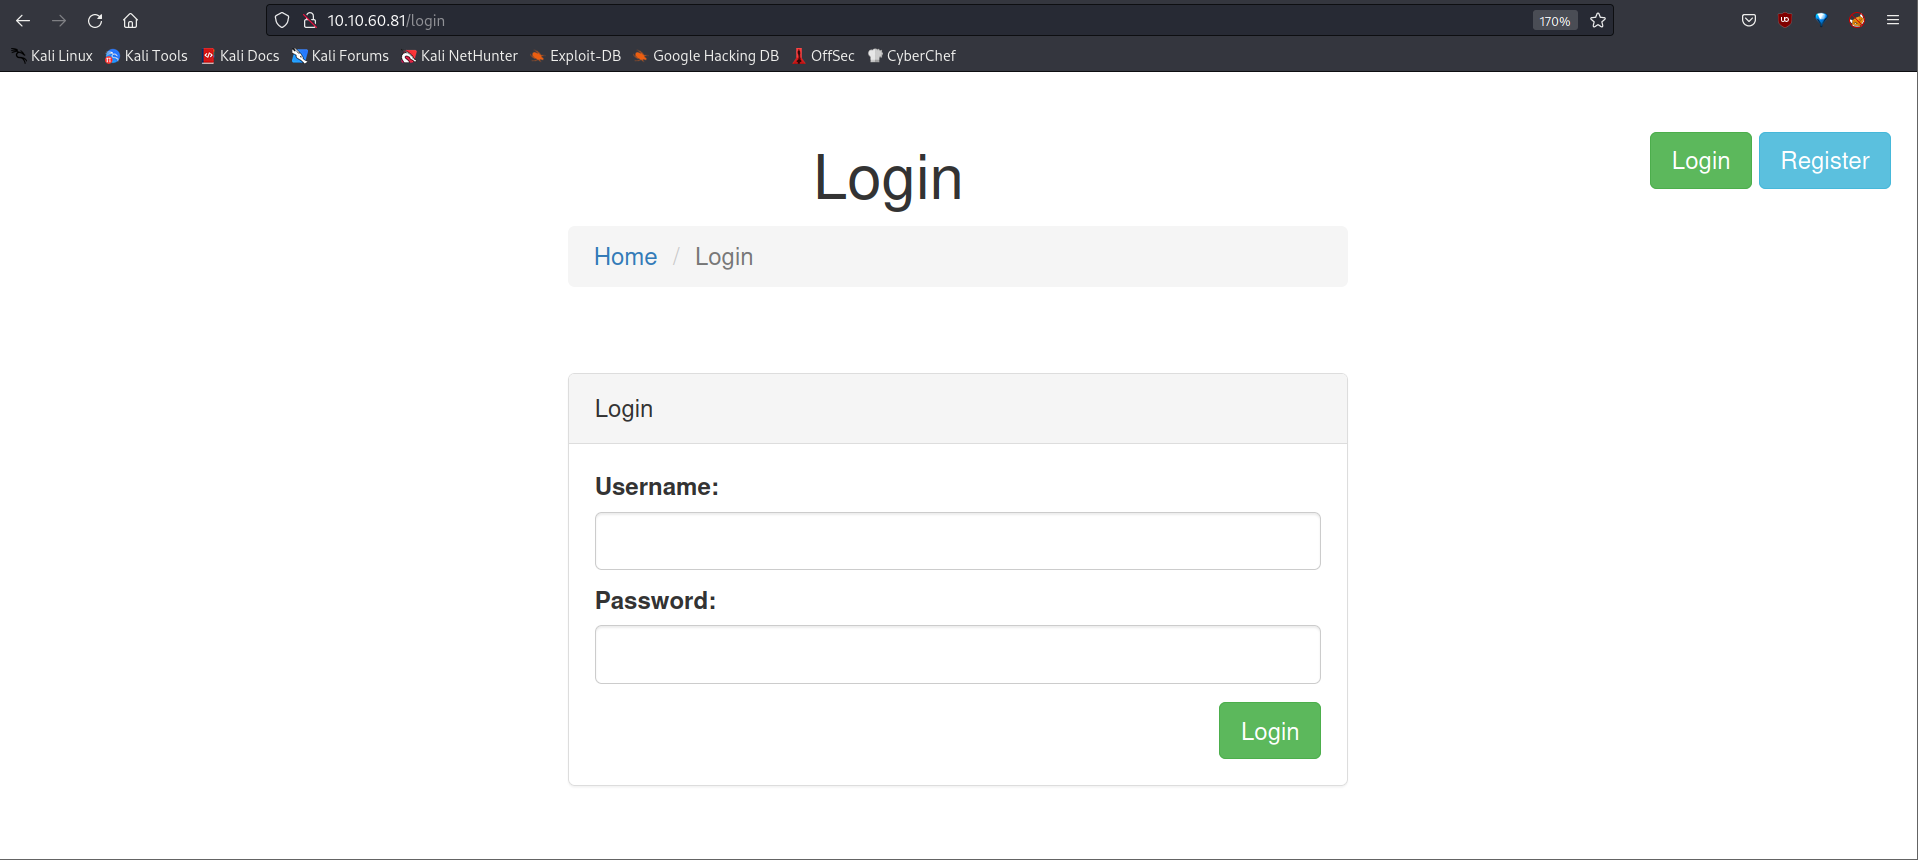 10.10.60.81/login
170%
Kali Linux Kali Tools Kali Docs Kali Forums Kali NetHunter Exploit-DB Google Hacking DB OffSec CyberChef
Login Register
Login
Home / Login
Login
Username:
Password:
Login